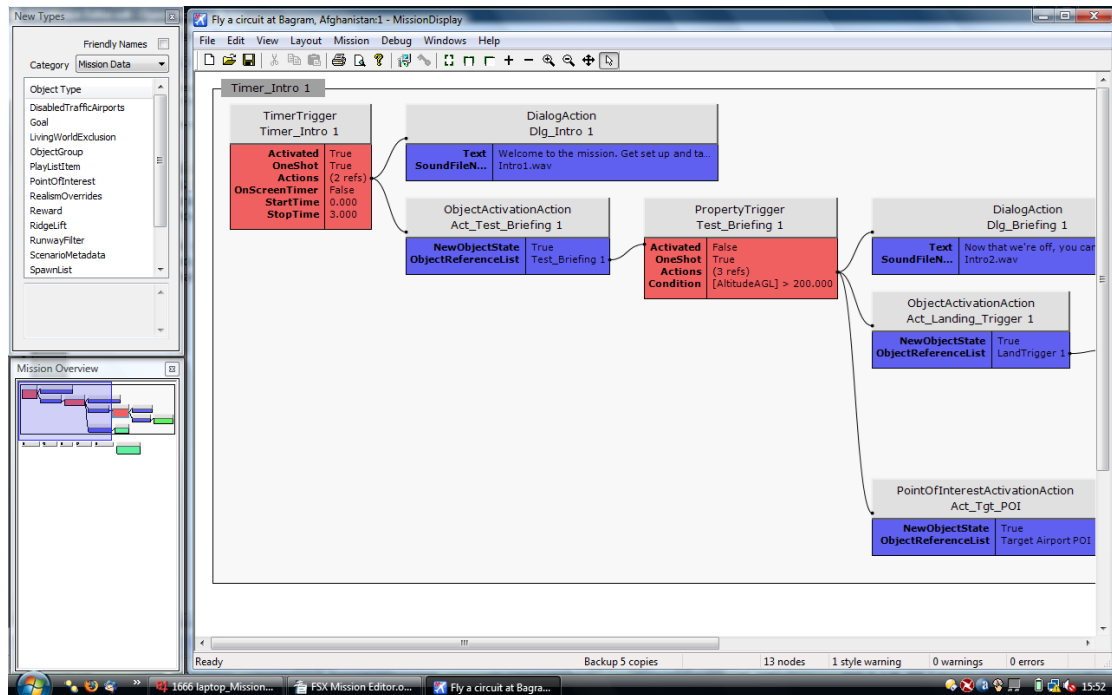 New Types
Friendly Names
Category Mission Data
Object Type
DisabledTrafficAirports
Goal
LivingWorldExclusion
ObjectGroup
PlayListItem
PointOfInterest
RealismOverrides
Reward
RidgeLift
RunwayFilter
ScenarioMetadata
SpawnList
Mission Overview
Fly a circuit at Bagram, Afghanistan:1 - MissionDisplay
File Edit View Layout Mission Debug Windows Help
Timer_Intro 1
TimerTrigger
Timer_Intro 1
Activated True
OneShot True
Actions (2 refs)
OnScreenTimer False
StartTime 0.000
StopTime 3.000
DialogAction
Dlg_Intro 1
Text Welcome to the mission. Get set up and ta...
SoundFileN... Intro1.wav
ObjectActivationAction
Act_Test_Briefing 1
NewObjectState True
ObjectReferenceList Test_Briefing 1
PropertyTrigger
Test_Briefing 1
Activated False
OneShot True
Actions (3 refs)
Condition [AltitudeAGL] > 200.000
DialogAction
Dlg_Briefing 1
Text Now that we're off, you can
SoundFileN... Intro2.wav
ObjectActivationAction
Act_Landing_Trigger 1
NewObjectState True
ObjectReferenceList LandTrigger 1
PointOfInterestActivationAction
Act_Tgt_POI
NewObjectState True
ObjectReferenceList Target Airport POI
Ready Backup 5 copies 13 nodes 1 style warning 0 warnings 0 errors
1666 laptop_Mission... FSX Mission Editor.o... Fly a circuit at Bagra... 15:52